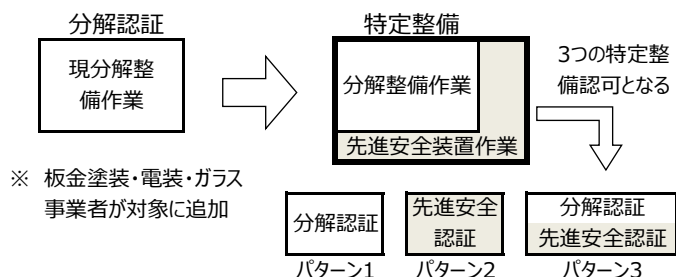 分解認証
現分解整
備作業
特定整備
分解整備作業
先進安全装置作業
3つの特定整
備認可となる
※ 板金塗装・電装・ガラス
事業者が対象に追加
分解認証
パターン1
先進安全
認証
パターン2
分解認証
先進安全認証
パターン3